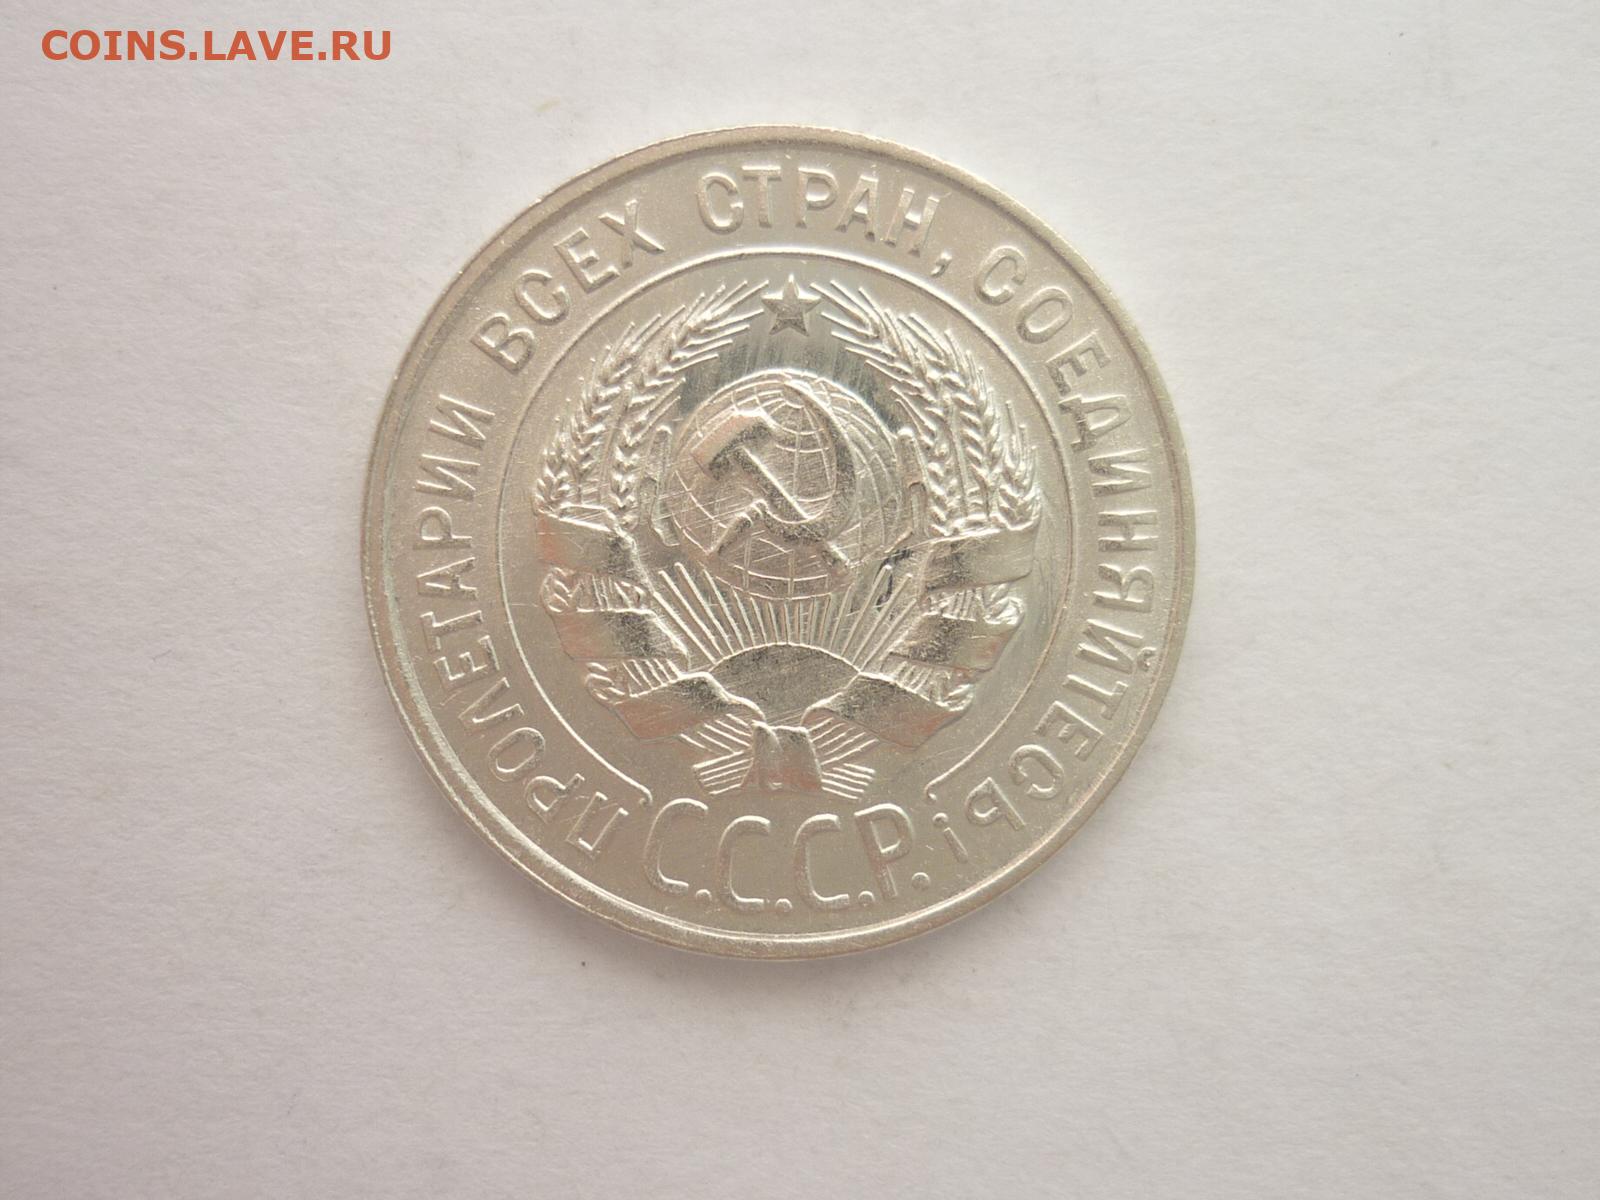 COINS.LAVE.RU
ПРОЛЕТАРИИ ВСЕХ СТРАН, СОЕДИНЯЙТЕСЬ!
С.С.С.Р.